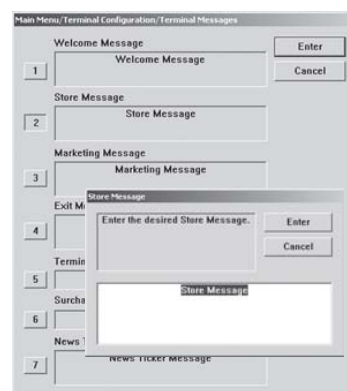 Main Menu/Terminal Configuration/Terminal Messages
Welcome Message
Enter
1
Welcome Message
Cancel
Store Message
2
Store Message
Marketing Message
3
Marketing Message
Store Message
Exit M
4
Enter the desired Store Message.
Enter
Cancel
Termin
5
Store Message
Surcha
6
News T
7
News Ticker Message